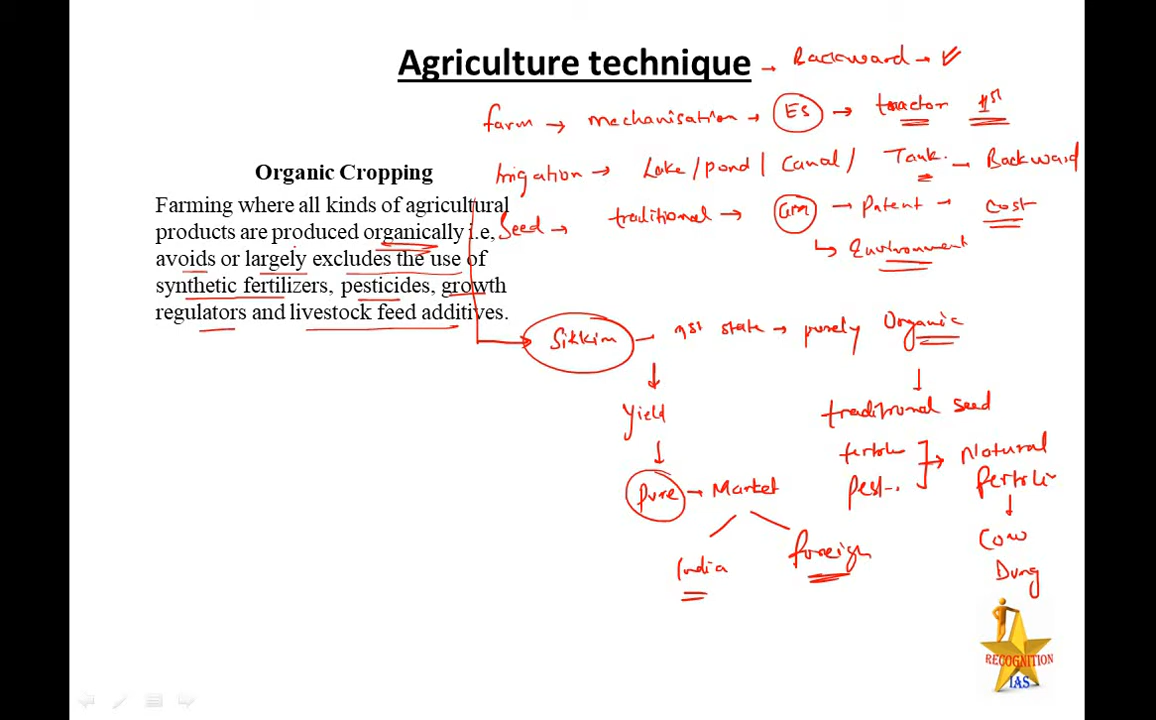 Agriculture technique → Backward →
farm → mechanisation → ES → tractor 1st
Irrigation → Lake / pond / Canal / Tank. Backward
Organic Cropping
Farming where all kinds of agricultural
products are produced organically i.e,
avoids or largely excludes the use of
synthetic fertilizers, pesticides, growth
regulators and livestock feed additives.
Seed → traditional → GM → Patent → cost
↳ Environment
Sikkim 1st state → purely Organic
traditional seed
Yield
Natural
pest
Pure → Market
India foreign
Cow
Dung
RECOGNITION
IAS